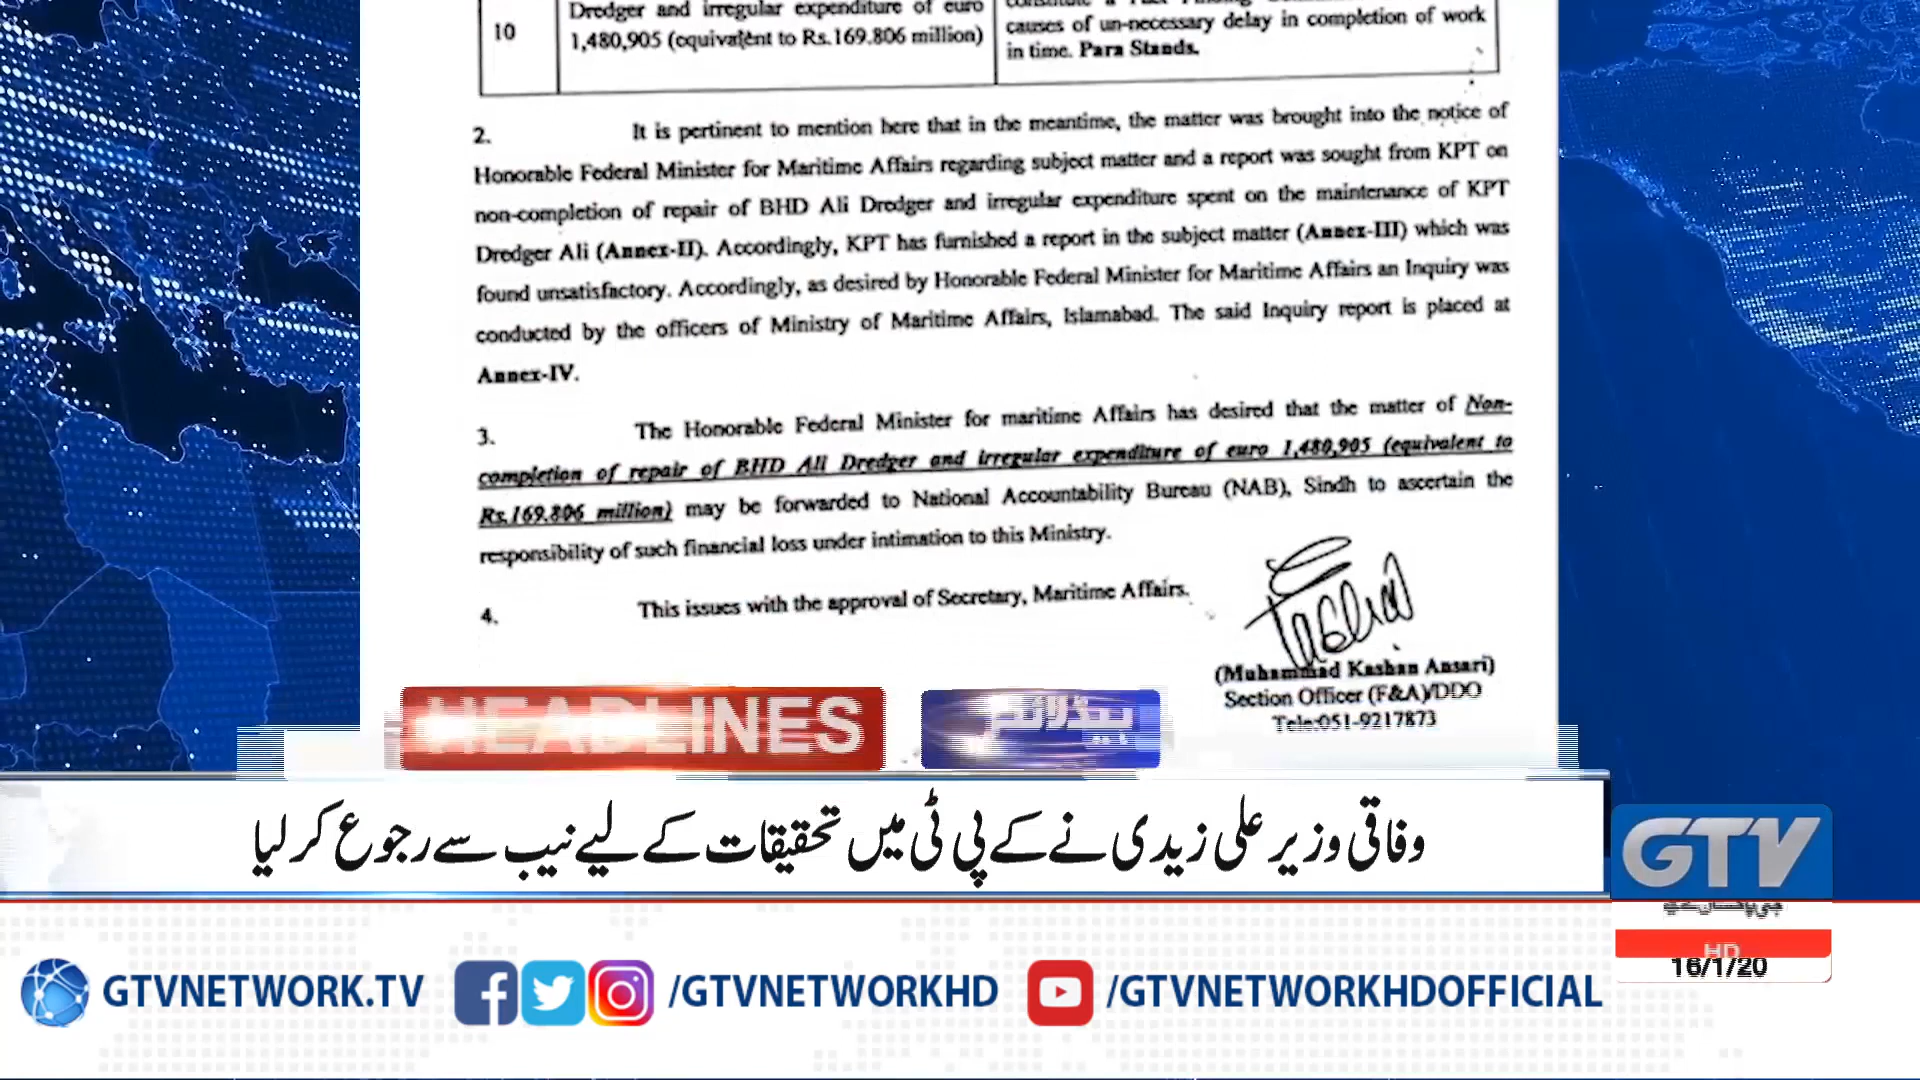 10
Dredger and irregular expenditure of euro
1,480,905 (equivalent to Rs.169.806 million)
causes of un-necessary delay in completion of work
in time. Para Stands.
2. It is pertinent to mention here that in the meantime, the matter was brought into the notice of
Honorable Federal Minister for Maritime Affairs regarding subject matter and a report was sought from KPT on
non-completion of repair of BHD Ali Dredger and irregular expenditure spent on the maintenance of KPT
Dredger Ali (Annex-II). Accordingly, KPT has furnished a report in the subject matter (Annex-III) which was
found unsatisfactory. Accordingly, as desired by Honorable Federal Minister for Maritime Affairs an Inquiry was
conducted by the officers of Ministry of Maritime Affairs, Islamabad. The said Inquiry report is placed at
Annex-IV.
3. The Honorable Federal Minister for maritime Affairs has desired that the matter of Non-
completion of repair of BHD Ali Dredger and irregular expenditure of euro 1,480,905 (equivalent to
Rs.169.806 million) may be forwarded to National Accountability Bureau (NAB), Sindh to ascertain the
responsibility of such financial loss under intimation to this Ministry.
4. This issues with the approval of Secretary, Maritime Affairs.
(Muhammad Kashan Ansari)
Section Officer (F&A)/DDO
Tele:051-9217873
HEADLINES
ہیڈلائنز
وفاقی وزیر علی زیدی نے کے پی ٹی میں تحقیقات کے لیے نیب سے رجوع کر لیا
GTV
HD
16/1/20
GTVNETWORK.TV
/GTVNETWORKHD
/GTVNETWORKHDOFFICIAL